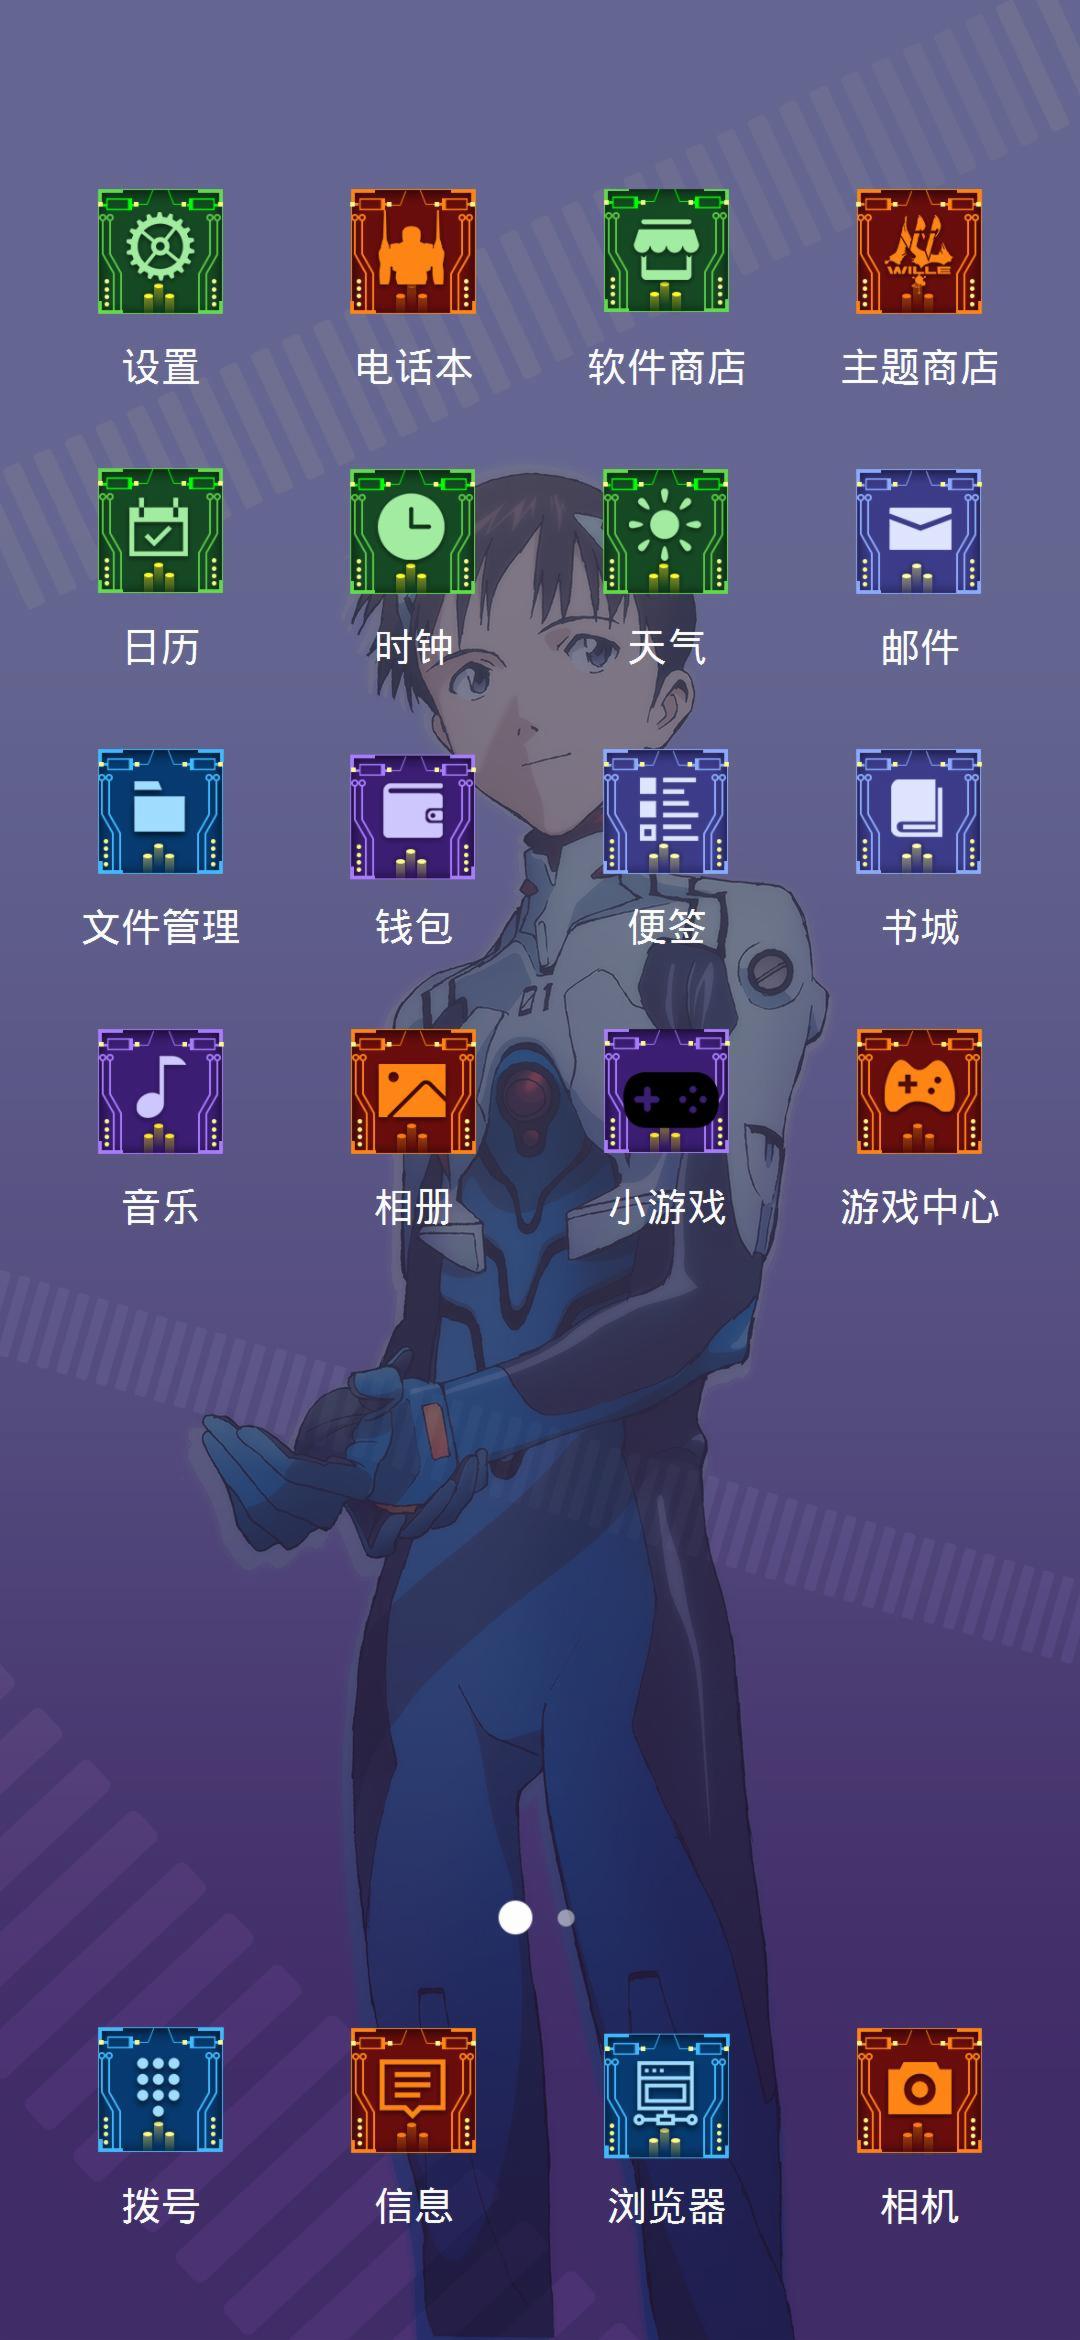 WILLE
设置
电话本
软件商店
主题商店
日历
时钟
天气
邮件
文件管理
钱包
便签
书城
01
音乐
相册
小游戏
游戏中心
拨号
信息
浏览器
相机